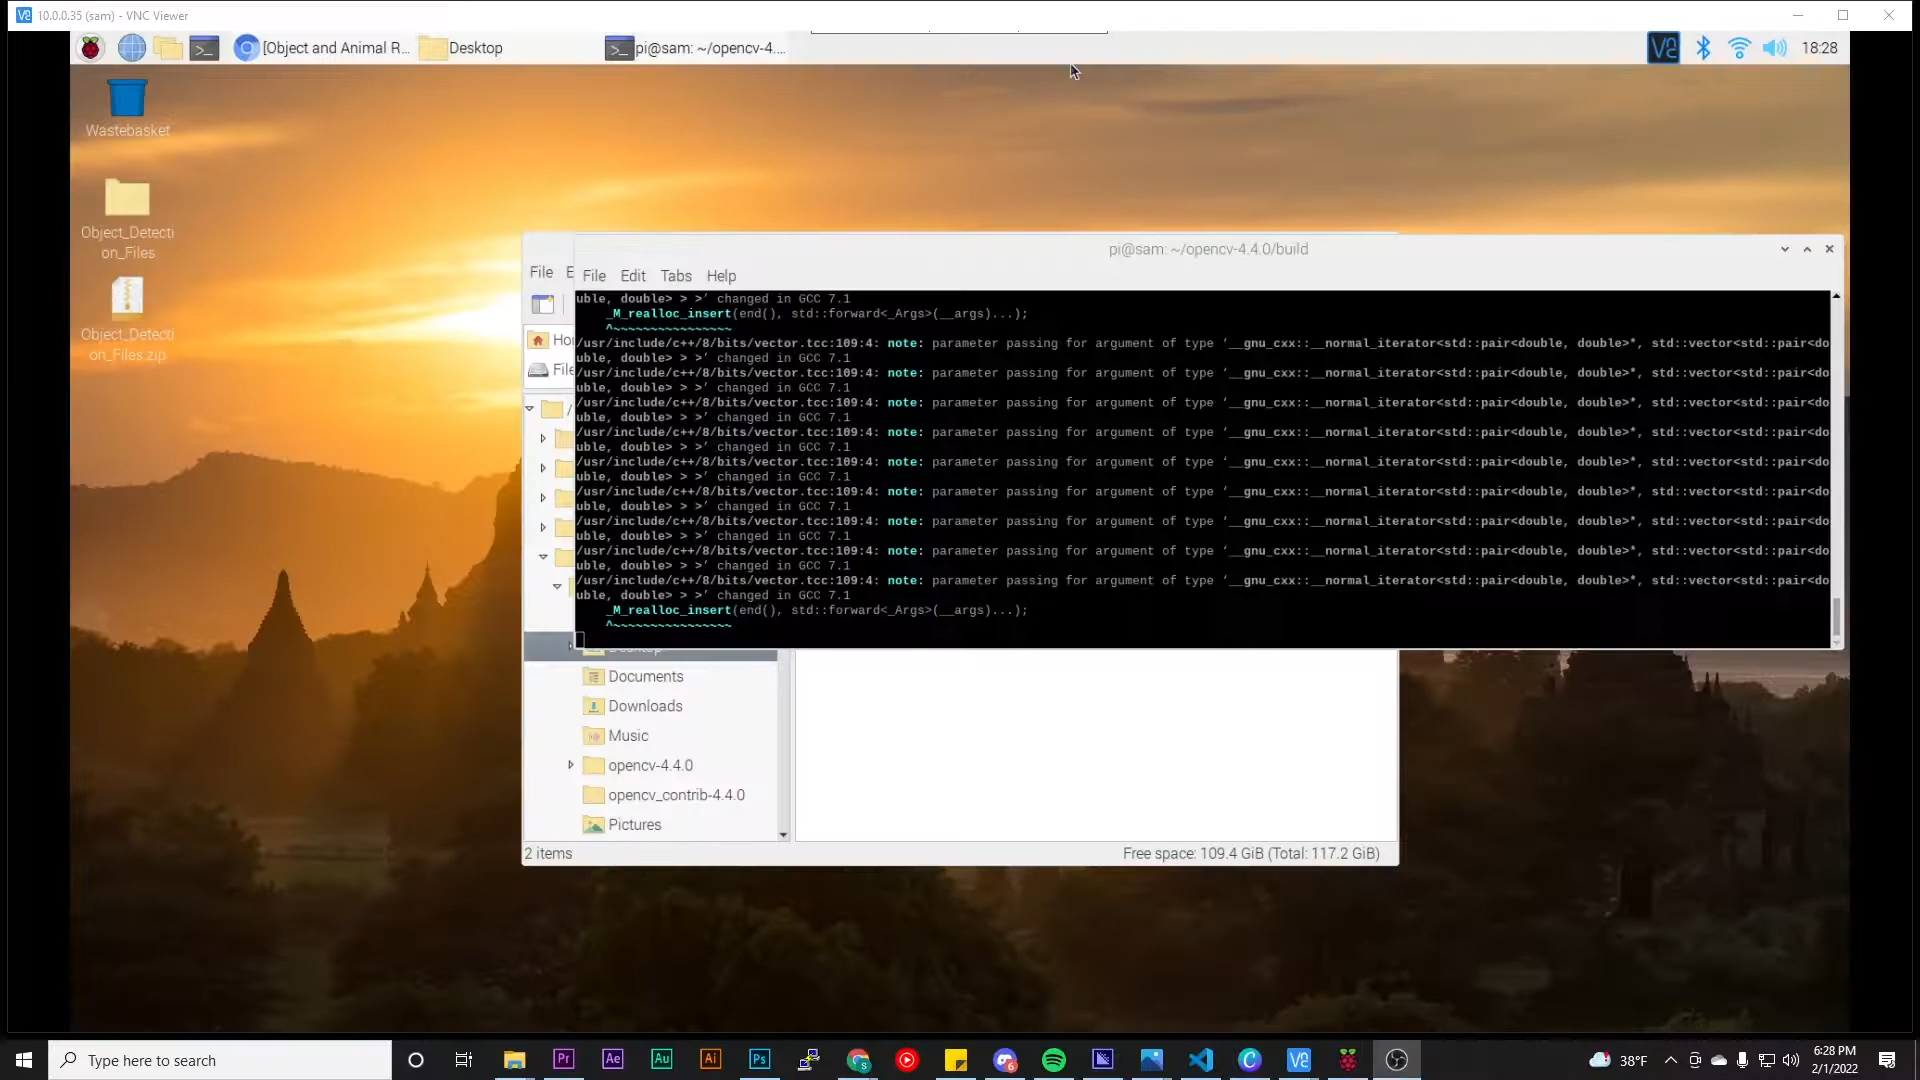 10.0.0.35 (sam) - VNC Viewer
[Object and Animal R...
Desktop
pi@sam: ~/opencv-4....
18:28
Wastebasket
Object_Detecti
on_Files
Object_Detecti
on_Files.zip
pi@sam: ~/opencv-4.4.0/build
File E
File Edit Tabs Help
Ho
File
/
uble, double> > >’ changed in GCC 7.1
_M_realloc_insert(end(), std::forward<_Args>(__args)...);
^~~~~~~~~~~~~~~~~
/usr/include/c++/8/bits/vector.tcc:109:4: note: parameter passing for argument of type ‘__gnu_cxx::__normal_iterator<std::pair<double, double>*, std::vector<std::pair<do
uble, double> > >’ changed in GCC 7.1
/usr/include/c++/8/bits/vector.tcc:109:4: note: parameter passing for argument of type ‘__gnu_cxx::__normal_iterator<std::pair<double, double>*, std::vector<std::pair<do
uble, double> > >’ changed in GCC 7.1
/usr/include/c++/8/bits/vector.tcc:109:4: note: parameter passing for argument of type ‘__gnu_cxx::__normal_iterator<std::pair<double, double>*, std::vector<std::pair<do
uble, double> > >’ changed in GCC 7.1
/usr/include/c++/8/bits/vector.tcc:109:4: note: parameter passing for argument of type ‘__gnu_cxx::__normal_iterator<std::pair<double, double>*, std::vector<std::pair<do
uble, double> > >’ changed in GCC 7.1
/usr/include/c++/8/bits/vector.tcc:109:4: note: parameter passing for argument of type ‘__gnu_cxx::__normal_iterator<std::pair<double, double>*, std::vector<std::pair<do
uble, double> > >’ changed in GCC 7.1
/usr/include/c++/8/bits/vector.tcc:109:4: note: parameter passing for argument of type ‘__gnu_cxx::__normal_iterator<std::pair<double, double>*, std::vector<std::pair<do
uble, double> > >’ changed in GCC 7.1
/usr/include/c++/8/bits/vector.tcc:109:4: note: parameter passing for argument of type ‘__gnu_cxx::__normal_iterator<std::pair<double, double>*, std::vector<std::pair<do
uble, double> > >’ changed in GCC 7.1
/usr/include/c++/8/bits/vector.tcc:109:4: note: parameter passing for argument of type ‘__gnu_cxx::__normal_iterator<std::pair<double, double>*, std::vector<std::pair<do
uble, double> > >’ changed in GCC 7.1
/usr/include/c++/8/bits/vector.tcc:109:4: note: parameter passing for argument of type ‘__gnu_cxx::__normal_iterator<std::pair<double, double>*, std::vector<std::pair<do
uble, double> > >’ changed in GCC 7.1
_M_realloc_insert(end(), std::forward<_Args>(__args)...);
^~~~~~~~~~~~~~~~~
Documents
Downloads
Music
opencv-4.4.0
opencv_contrib-4.4.0
Pictures
2 items
Free space: 109.4 GiB (Total: 117.2 GiB)
Type here to search
Pr
Ae
Au
Ai
Ps
6
38°F
6:28 PM
2/1/2022